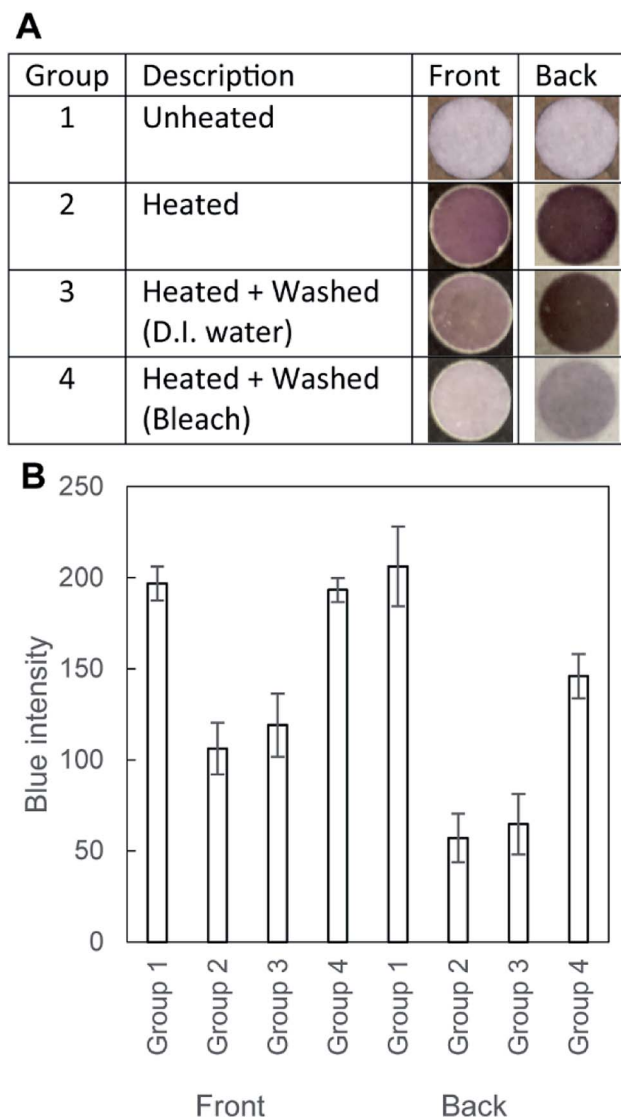 A
Group Description Front Back
1 Unheated
2 Heated
3 Heated + Washed
(D.I. water)
4 Heated + Washed
(Bleach)
B
250
200
150
100
50
0
Blue intensity
Group 1 Group 2 Group 3 Group 4 Group 1 Group 2 Group 3 Group 4
Front Back